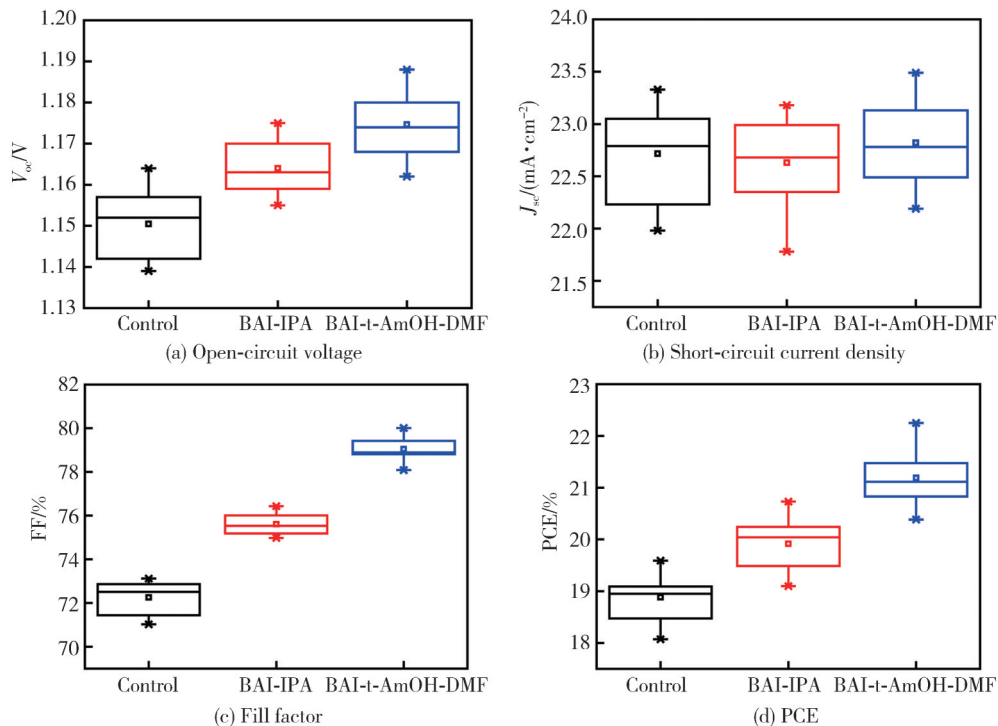 1.20
1.19
1.18
1.17
1.16
1.15
1.14
1.13
Voc/V
Control BAI-IPA BAI-t-AmOH-DMF
(a) Open-circuit voltage
24.0
23.5
23.0
22.5
22.0
21.5
Jsc/(mA·cm−2)
Control BAI-IPA BAI-t-AmOH-DMF
(b) Short-circuit current density
82
80
78
76
74
72
70
FF/%
Control BAI-IPA BAI-t-AmOH-DMF
(c) Fill factor
23
22
21
20
19
18
PCE/%
Control BAI-IPA BAI-t-AmOH-DMF
(d) PCE